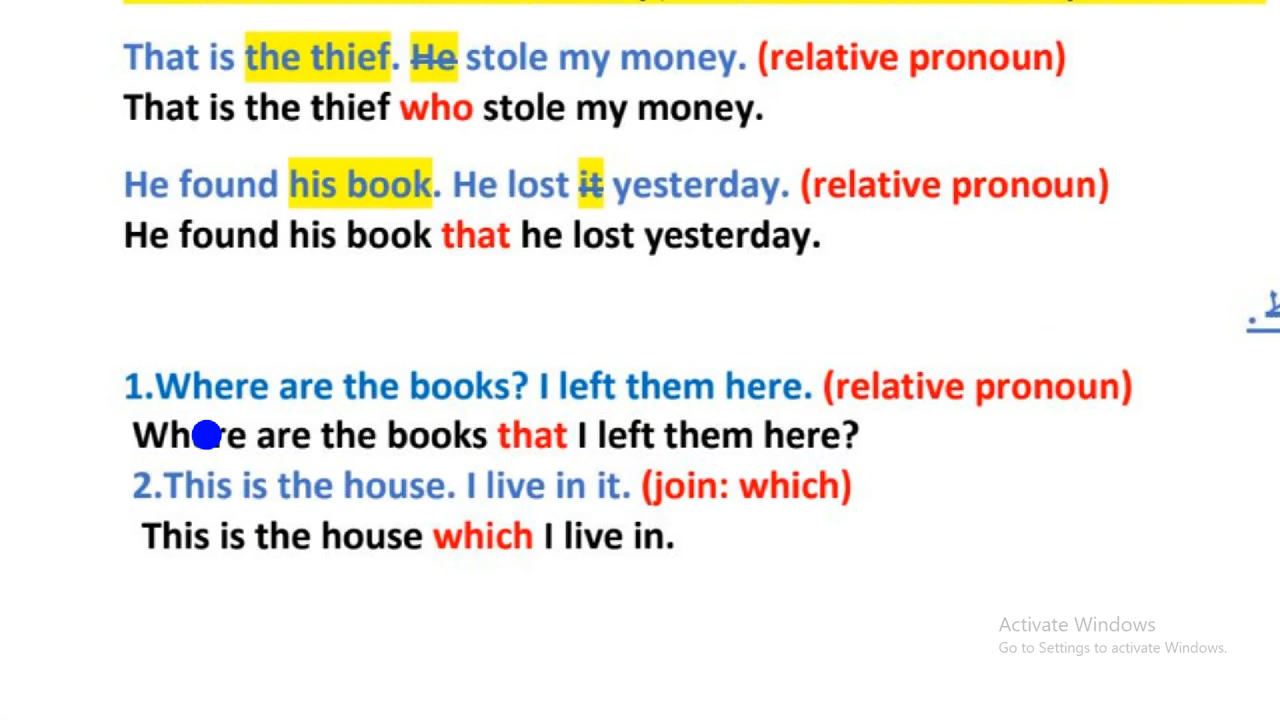 That is the thief. He stole my money. (relative pronoun)
That is the thief who stole my money.
He found his book. He lost it yesterday. (relative pronoun)
He found his book that he lost yesterday.
1.Where are the books? I left them here. (relative pronoun)
Where are the books that I left them here?
2.This is the house. I live in it. (join: which)
This is the house which I live in.
Activate Windows
Go to Settings to activate Windows.